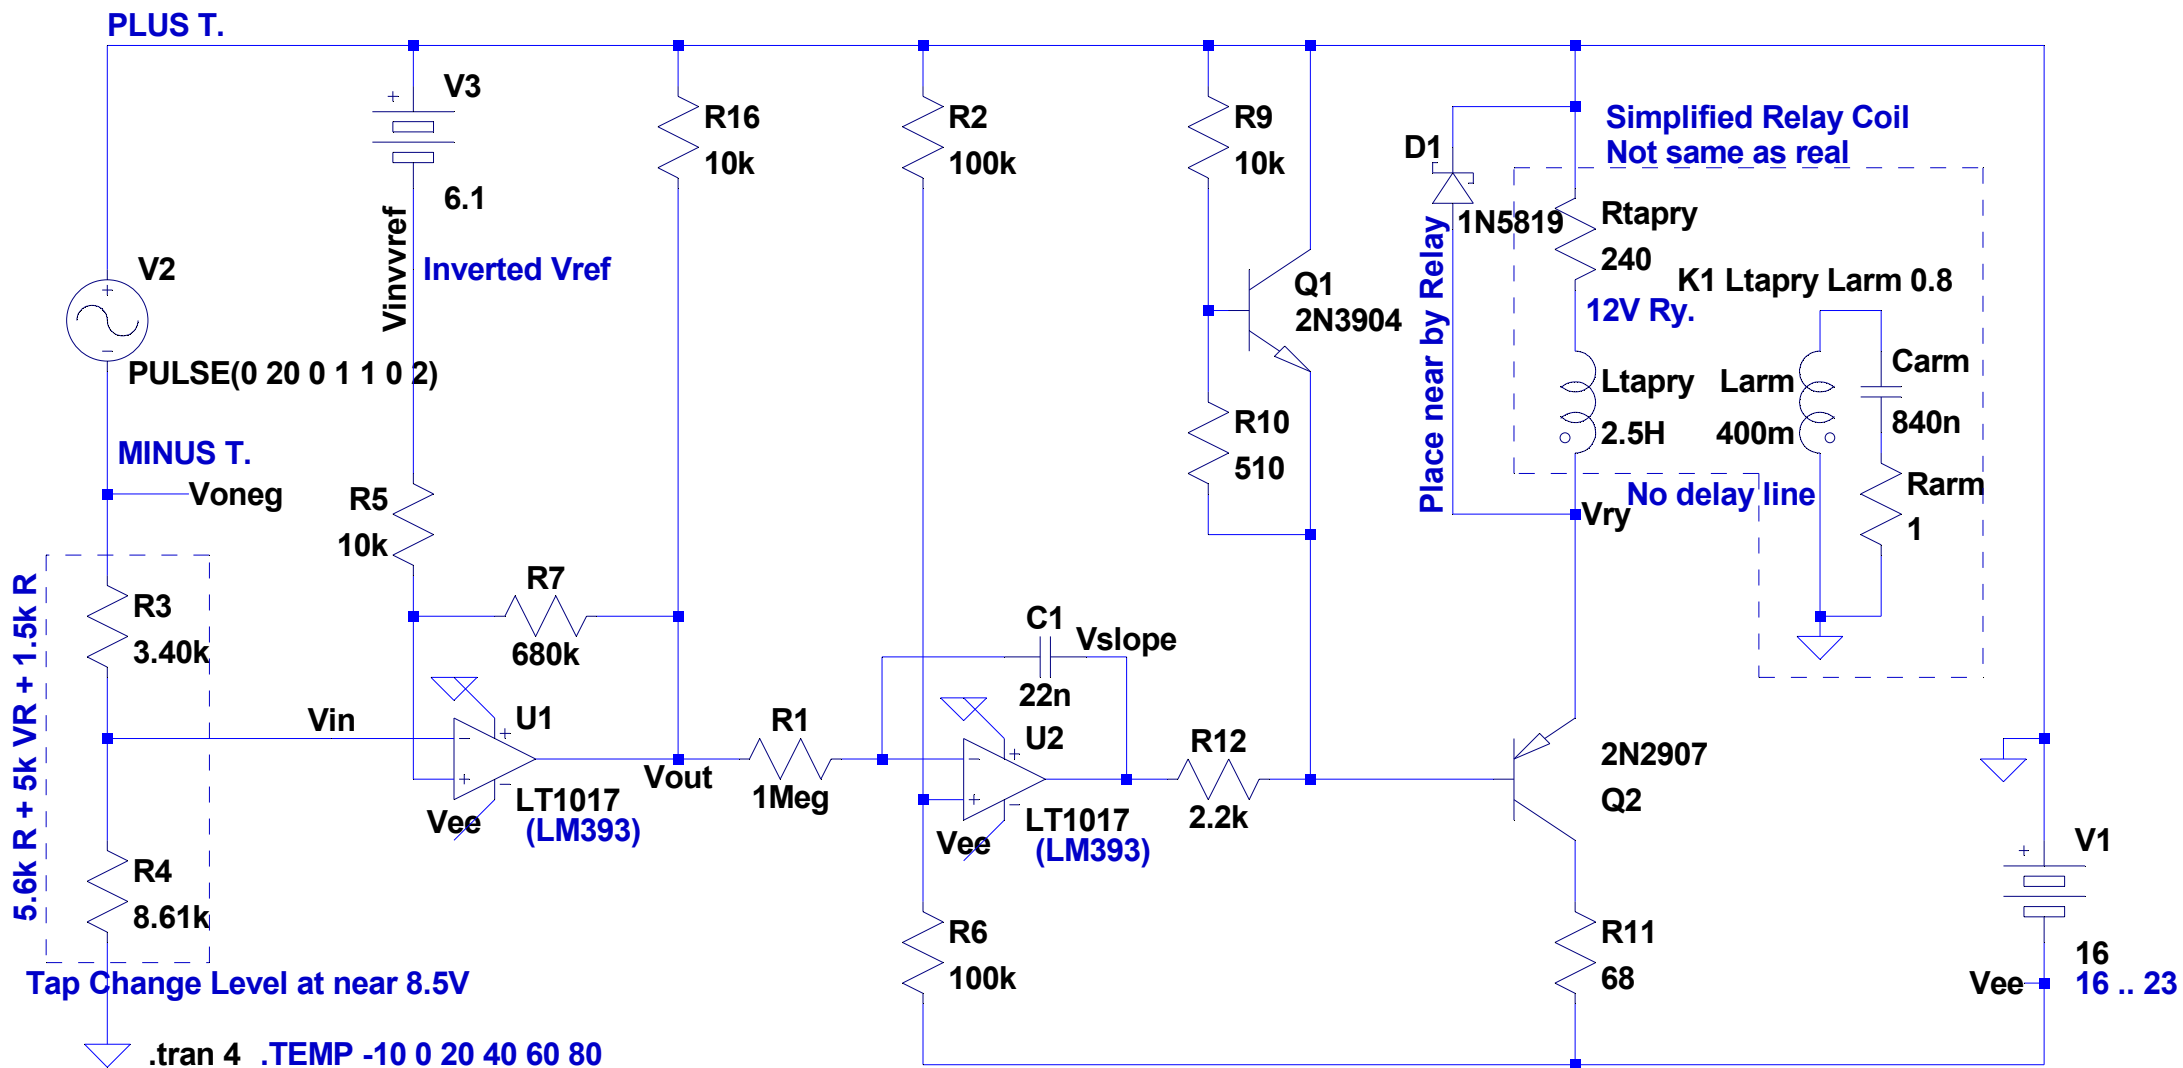 PLUS T.
V3
+
6.1
R16
10k
R2
100k
R9
10k
D1
1N5819
Simplified Relay Coil
Not same as real
Rtapry
240
12V Ry.
K1 Ltapry Larm 0.8
V2
+
−
PULSE(0 20 0 1 1 0 2)
Vinvvref
Inverted Vref
Q1
2N3904
Place near by Relay
Ltapry
2.5H
Larm
400m
Carm
840n
Rarm
1
MINUS T.
Voneg
R5
10k
R10
510
No delay line
Vry
5.6k R + 5k VR + 1.5k R
R3
3.40k
R7
680k
C1
22n
Vslope
Vin
−
+
+
−
U1
LT1017
(LM393)
Vee
Vout
R1
1Meg
−
+
+
−
U2
LT1017
(LM393)
Vee
R12
2.2k
2N2907
Q2
V1
+
16
16 .. 23
Vee
R4
8.61k
R6
100k
R11
68
Tap Change Level at near 8.5V
.tran 4 .TEMP -10 0 20 40 60 80